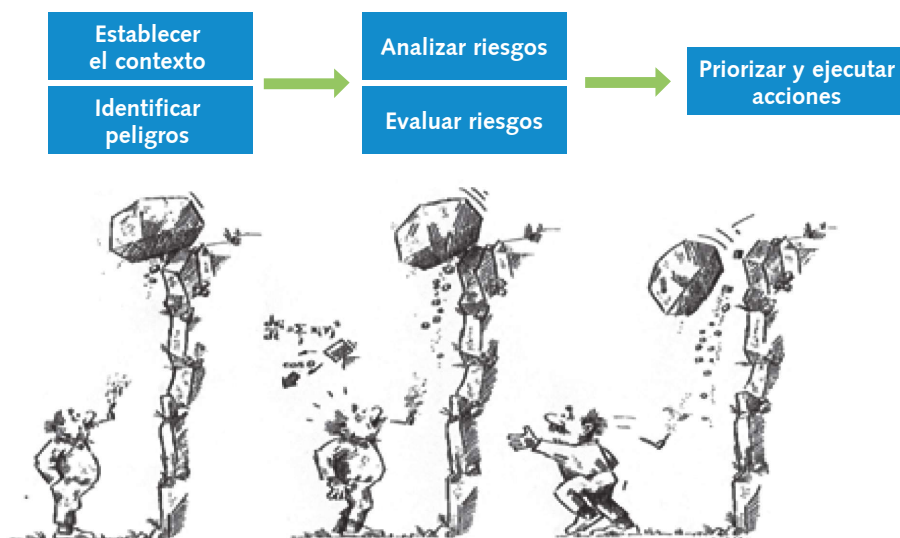 Establecer
el contexto
Identificar
peligros
Analizar riesgos
Evaluar riesgos
Priorizar y ejecutar
acciones